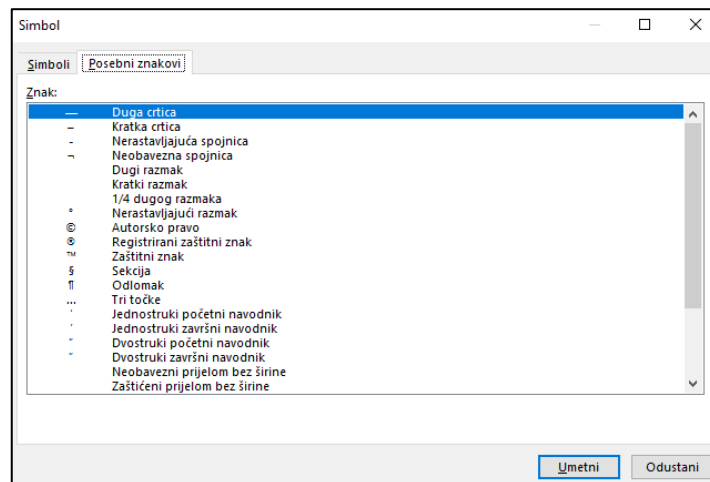 Simbol
Simboli Posebni znakovi
Znak:
— Duga crtica
– Kratka crtica
- Nerastavljajuća spojnica
¬ Neobavezna spojnica
Dugi razmak
Kratki razmak
1/4 dugog razmaka
° Nerastavljajući razmak
© Autorsko pravo
® Registrirani zaštitni znak
™ Zaštitni znak
§ Sekcija
¶ Odlomak
... Tri točke
‘ Jednostruki početni navodnik
’ Jednostruki završni navodnik
“ Dvostruki početni navodnik
” Dvostruki završni navodnik
Neobavezni prijelom bez širine
Zaštićeni prijelom bez širine
Umetni Odustani